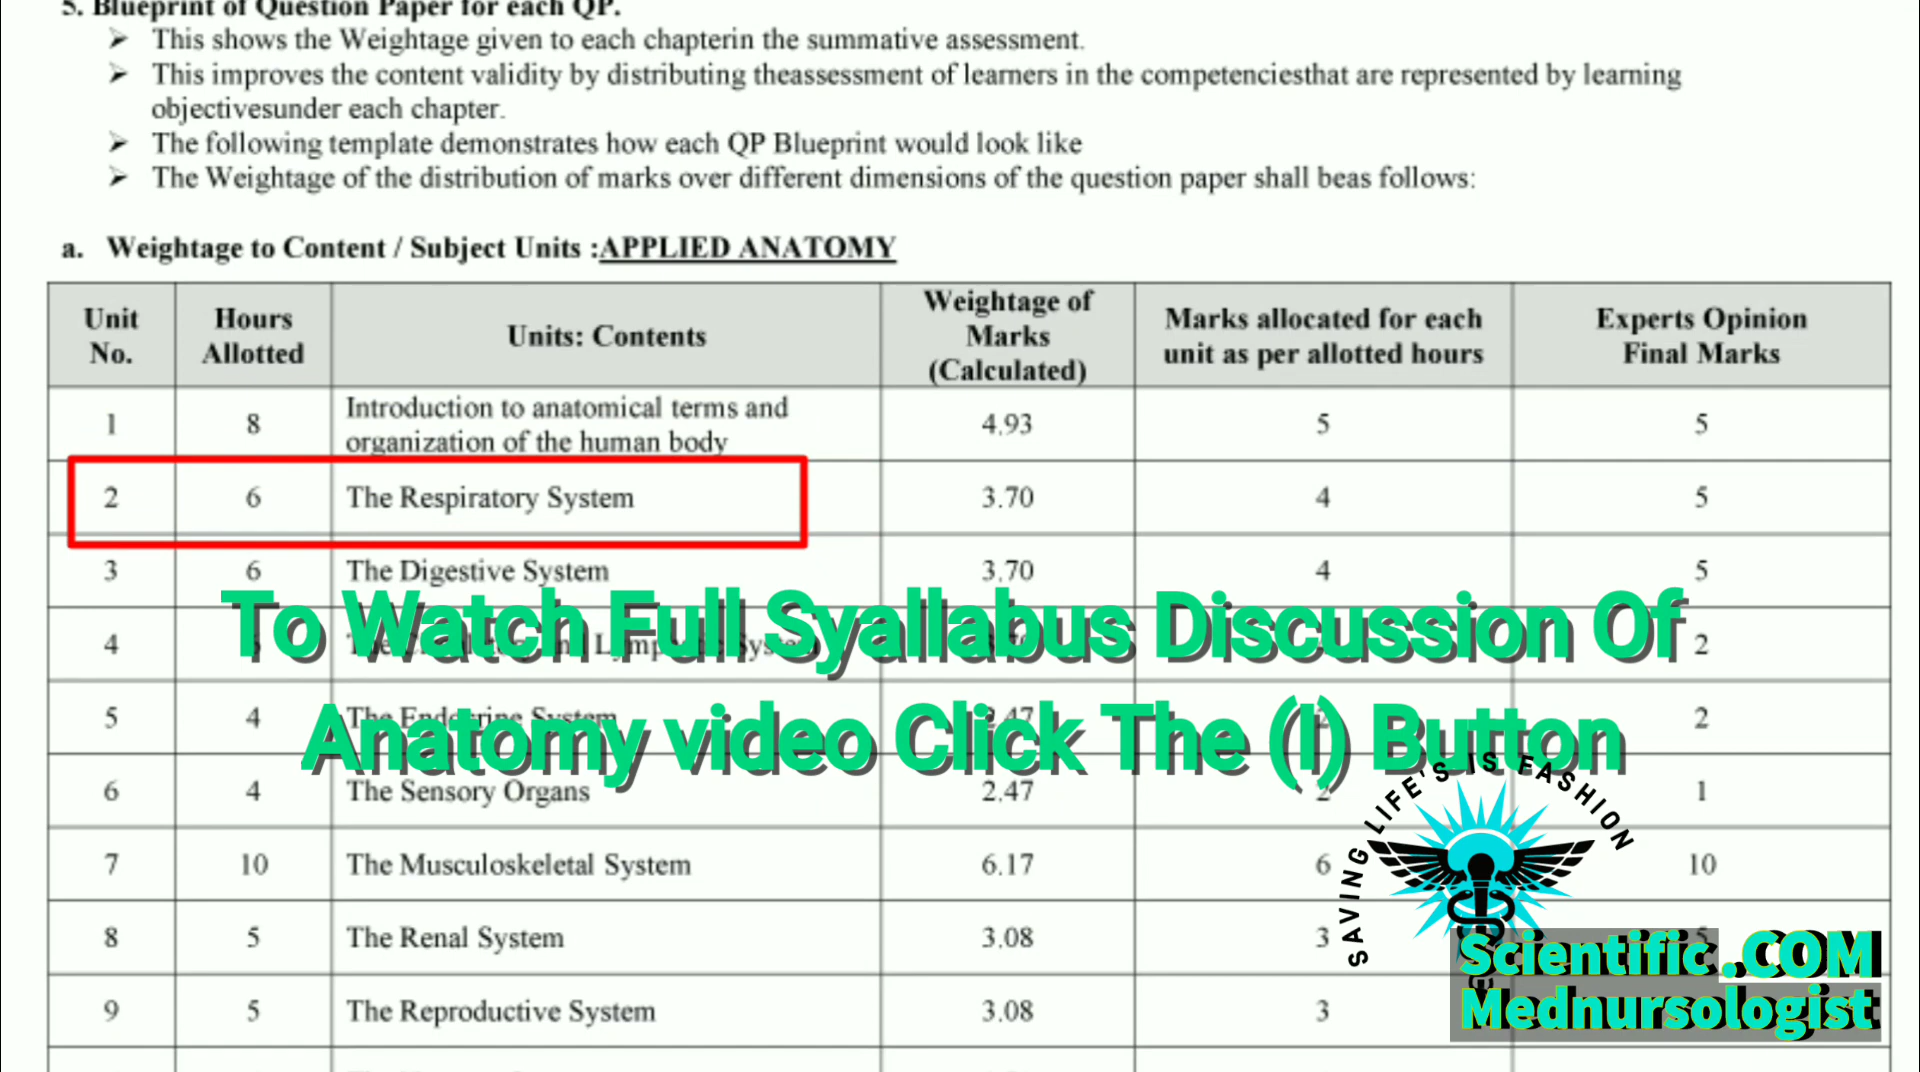 5. Blueprint of Question Paper for each QP.
➤ This shows the Weightage given to each chapterin the summative assessment.
➤ This improves the content validity by distributing theassessment of learners in the competenciesthat are represented by learning
objectivesunder each chapter.
➤ The following template demonstrates how each QP Blueprint would look like
➤ The Weightage of the distribution of marks over different dimensions of the question paper shall beas follows:
a. Weightage to Content / Subject Units :APPLIED ANATOMY
Unit No. Hours Allotted Units: Contents Weightage of Marks (Calculated) Marks allocated for each unit as per allotted hours Experts Opinion Final Marks
1 8 Introduction to anatomical terms and organization of the human body 4.93 5 5
2 6 The Respiratory System 3.70 4 5
3 6 The Digestive System 3.70 4 5
To Watch Full Syallabus Discussion Of
4 The System 2
Anatomy video Click The (I) Button
5 4 The Endocrine System 2.47 2 2
6 4 The Sensory Organs 2.47 2 1
7 10 The Musculoskeletal System 6.17 6 10
8 5 The Renal System 3.08 3 5
9 5 The Reproductive System 3.08 3
SAVING LIFE'S IS FASHION
Scientific .COM
Mednursologist